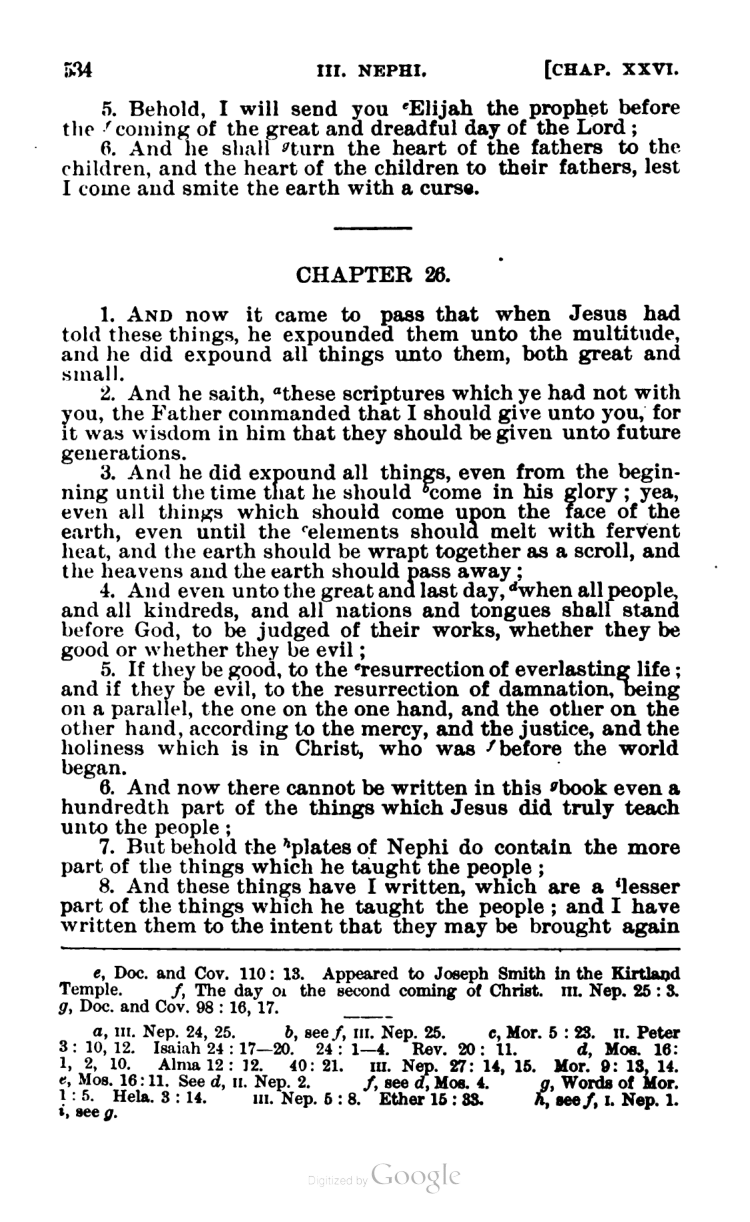 534 III. NEPHI. [CHAP. XXVI.
5. Behold, I will send you eElijah the prophet before
the fcoming of the great and dreadful day of the Lord ;
6. And he shall gturn the heart of the fathers to the
children, and the heart of the children to their fathers, lest
I come and smite the earth with a curse.
CHAPTER 26.
1. AND now it came to pass that when Jesus had
told these things, he expounded them unto the multitude,
and he did expound all things unto them, both great and
small.
2. And he saith, athese scriptures which ye had not with
you, the Father commanded that I should give unto you, for
it was wisdom in him that they should be given unto future
generations.
3. And he did expound all things, even from the begin-
ning until the time that he should bcome in his glory ; yea,
even all things which should come upon the face of the
earth, even until the celements should melt with fervent
heat, and the earth should be wrapt together as a scroll, and
the heavens and the earth should pass away ;
4. And even unto the great and last day, dwhen all people,
and all kindreds, and all nations and tongues shall stand
before God, to be judged of their works, whether they be
good or whether they be evil ;
5. If they be good, to the eresurrection of everlasting life ;
and if they be evil, to the resurrection of damnation, being
on a parallel, the one on the one hand, and the other on the
other hand, according to the mercy, and the justice, and the
holiness which is in Christ, who was fbefore the world
began.
6. And now there cannot be written in this gbook even a
hundredth part of the things which Jesus did truly teach
unto the people ;
7. But behold the hplates of Nephi do contain the more
part of the things which he taught the people ;
8. And these things have I written, which are a ilesser
part of the things which he taught the people ; and I have
written them to the intent that they may be brought again
e, Doc. and Cov. 110 : 13. Appeared to Joseph Smith in the Kirtland
Temple. f, The day of the second coming of Christ. III. Nep. 25 : 3.
g, Doc. and Cov. 98 : 16, 17.
a, III. Nep. 24, 25. b, see f, III. Nep. 25. c, Mor. 5 : 23. II. Peter
3 : 10, 12. Isaiah 24 : 17—20. 24 : 1—4. Rev. 20 : 11. d, Mos. 16:
1, 2, 10. Alma 12 : 12. 40 : 21. III. Nep. 27: 14, 15. Mor. 9: 13, 14.
e, Mos. 16 : 11. See d, II. Nep. 2. f, see d, Mos. 4. g, Words of Mor.
1 : 5. Hela. 3 : 14. III. Nep. 5 : 8. Ether 15 : 33. h, see f, I. Nep. 1.
i, see g.
Digitized by Google